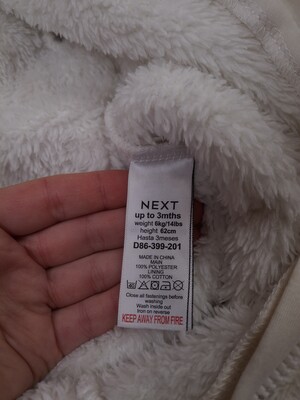 NEXT
up to 3mths
weight 6kg/14lbs
height 62cm
Hasta 3meses
D86-399-201
MADE IN CHINA
MAIN
100% POLYESTER
LINING
100% COTTON
Close all fastenings before
washing
Wash inside out
Iron on reverse
KEEP AWAY FROM FIRE